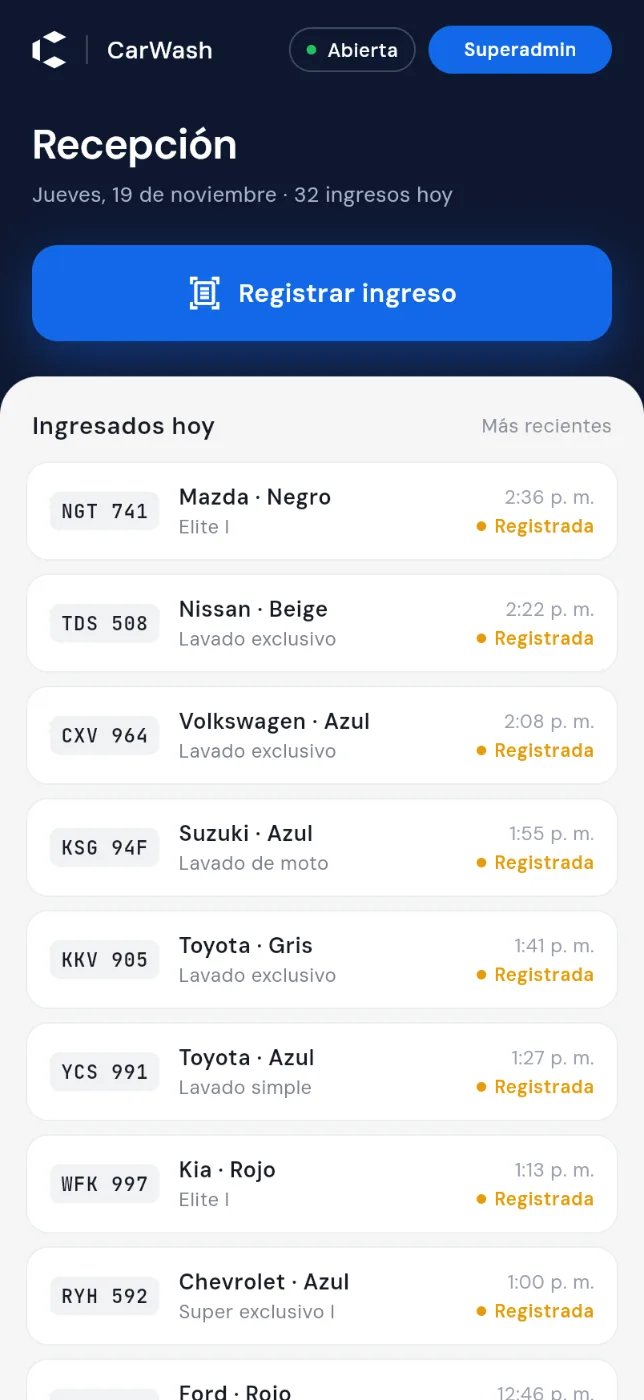 CarWash
Abierta
Superadmin
Recepción
Jueves, 19 de noviembre · 32 ingresos hoy
Registrar ingreso
Ingresados hoy
Más recientes
NGT 741
Mazda · Negro
Elite I
2:36 p. m.
Registrada
TDS 508
Nissan · Beige
Lavado exclusivo
2:22 p. m.
Registrada
CXV 964
Volkswagen · Azul
Lavado exclusivo
2:08 p. m.
Registrada
KSG 94F
Suzuki · Azul
Lavado de moto
1:55 p. m.
Registrada
KKV 905
Toyota · Gris
Lavado exclusivo
1:41 p. m.
Registrada
YCS 991
Toyota · Azul
Lavado simple
1:27 p. m.
Registrada
WFK 997
Kia · Rojo
Elite I
1:13 p. m.
Registrada
RYH 592
Chevrolet · Azul
Super exclusivo I
1:00 p. m.
Registrada
Ford · Rojo
12:46 p. m.